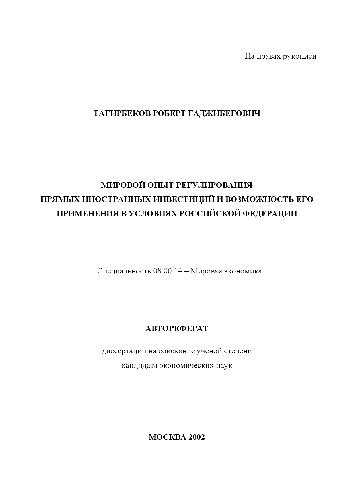 На правах рукописи
ТАГИРБЕКОВ РОБЕРТ ГАДЖИБЕГОВИЧ
МИРОВОЙ ОПЫТ РЕГУЛИРОВАНИЯ
ПРЯМЫХ ИНОСТРАННЫХ ИНВЕСТИЦИЙ И ВОЗМОЖНОСТЬ ЕГО
ПРИМЕНЕНИЯ В УСЛОВИЯХ РОССИЙСКОЙ ФЕДЕРАЦИИ
Специальность 08.00.14 – Мировая экономика
АВТОРЕФЕРАТ
диссертации на соискание ученой степени
кандидата экономических наук
МОСКВА 2002